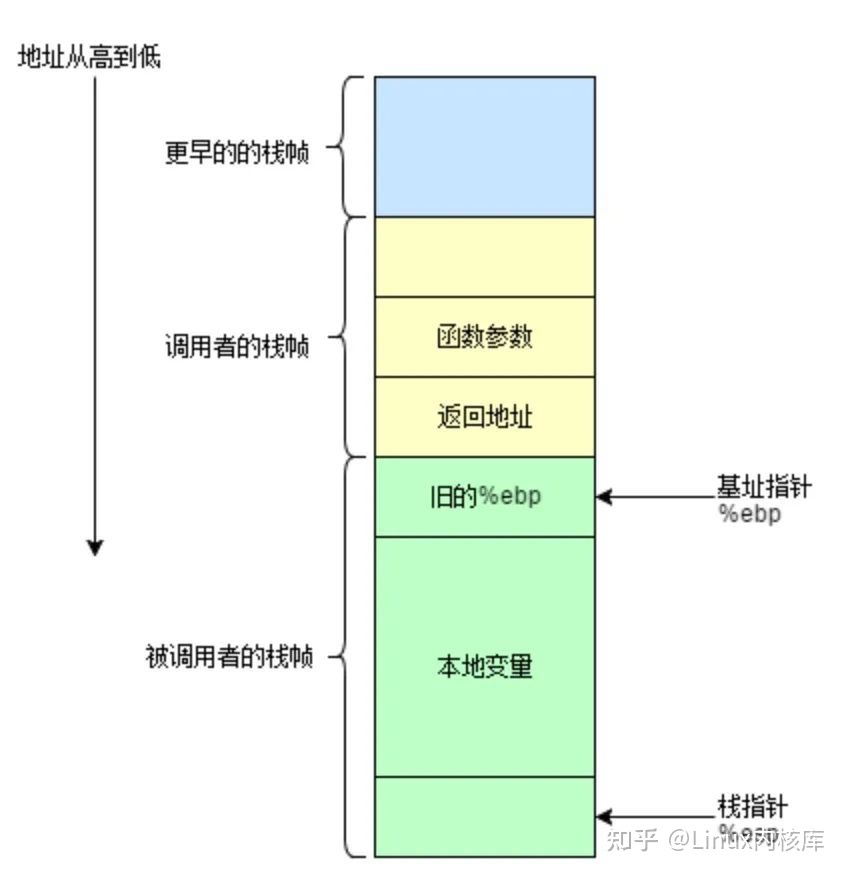 地址从高到低
更早的的栈帧
调用者的栈帧
函数参数
返回地址
旧的%ebp
基址指针
%ebp
被调用者的栈帧
本地变量
栈指针
%esp
知乎 @Linux内核库